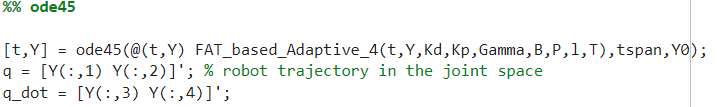 %% ode45
[t,Y] = ode45(@(t,Y) FAT_based_Adaptive_4(t,Y,Kd,Kp,Gamma,B,P,l,T),tspan,Y0);
q = [Y(:,1) Y(:,2)]'; % robot trajectory in the joint space
q_dot = [Y(:,3) Y(:,4)]';